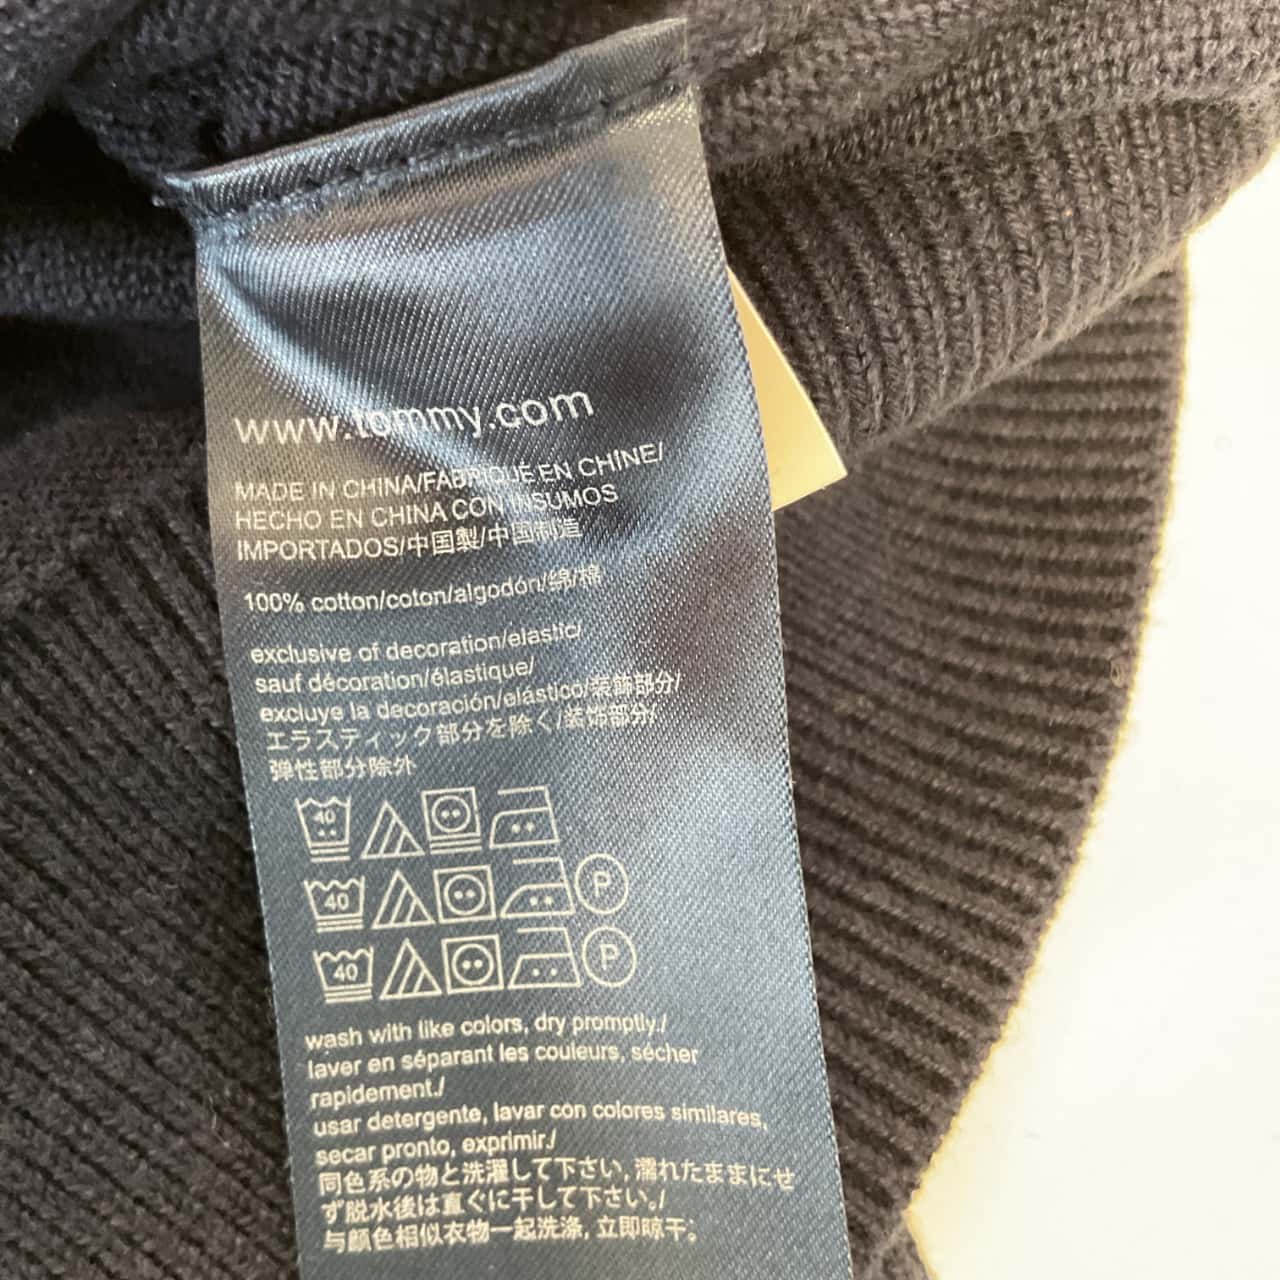 www.tommy.com
MADE IN CHINA/FABRIQUÉ EN CHINE/
HECHO EN CHINA CON INSUMOS
IMPORTADOS/中国製/中国制造
100% cotton/coton/algodón/綿/棉
exclusive of decoration/elastic/
sauf décoration/élastique/
excluye la decoración/elástico/装飾部分/
エラスティック部分を除く/装饰部分/
弹性部分除外
40
40 P
40 P
wash with like colors, dry promptly./
laver en séparant les couleurs, sécher
rapidement./
usar detergente, lavar con colores similares,
secar pronto, exprimir./
同色系の物と洗濯して下さい, 濡れたままにせ
ず脱水後は直ぐに干して下さい。/
与颜色相似衣物一起洗涤, 立即晾干。